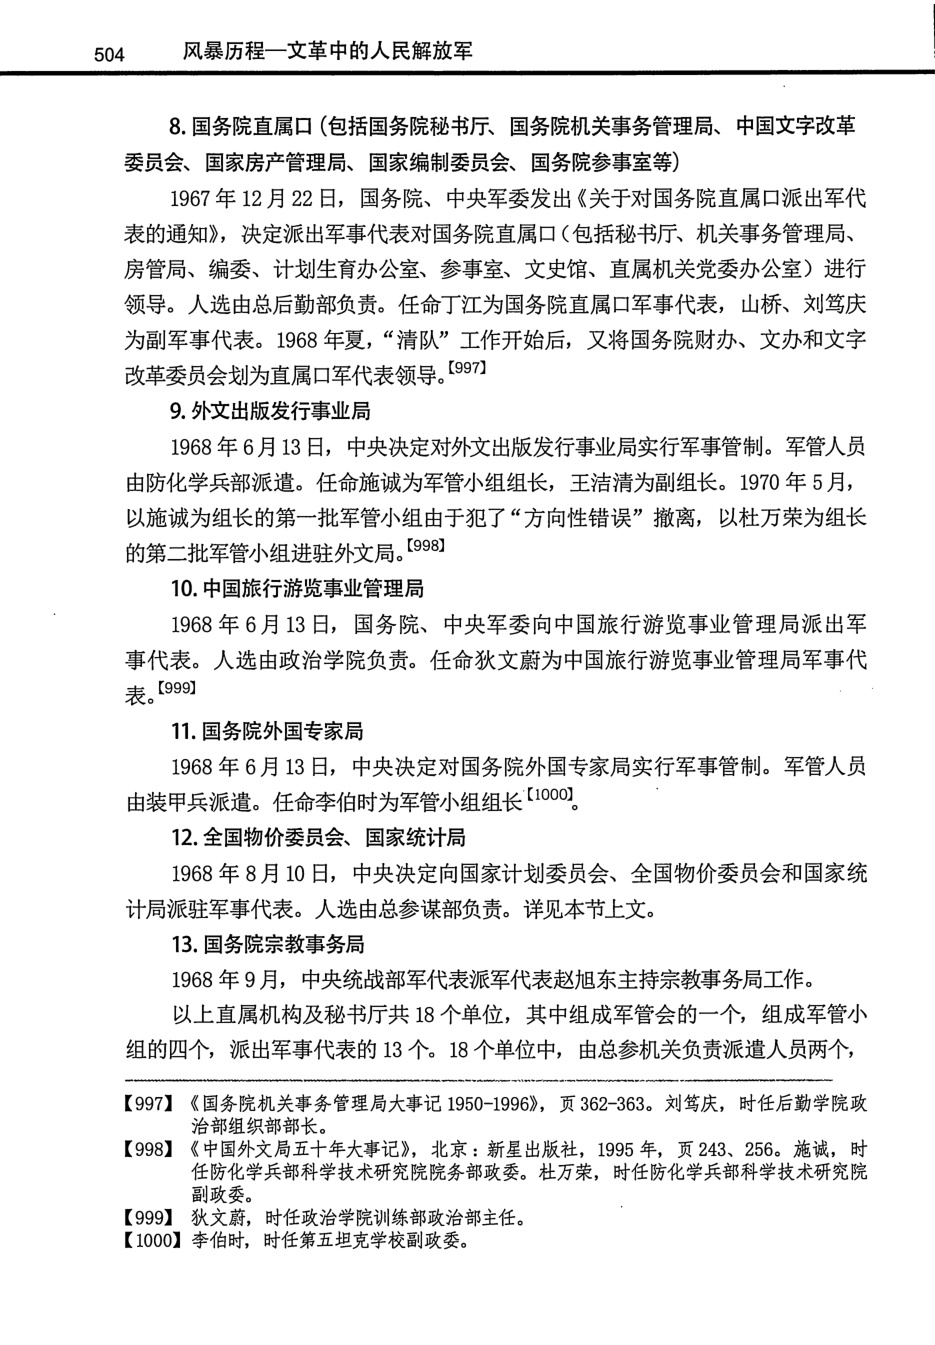 504 风暴历程—文革中的人民解放军
8. 国务院直属口（包括国务院秘书厅、国务院机关事务管理局、中国文字改革
委员会、国家房产管理局、国家编制委员会、国务院参事室等）
1967 年 12 月 22 日，国务院、中央军委发出《关于对国务院直属口派出军代
表的通知》，决定派出军事代表对国务院直属口（包括秘书厅、机关事务管理局、
房管局、编委、计划生育办公室、参事室、文史馆、直属机关党委办公室）进行
领导。人选由总后勤部负责。任命丁江为国务院直属口军事代表，山桥、刘笃庆
为副军事代表。1968 年夏，“清队”工作开始后，又将国务院财办、文办和文字
改革委员会划为直属口军代表领导。【997】
9. 外文出版发行事业局
1968 年 6 月 13 日，中央决定对外文出版发行事业局实行军事管制。军管人员
由防化学兵部派遣。任命施诚为军管小组组长，王洁清为副组长。1970 年 5 月，
以施诚为组长的第一批军管小组由于犯了“方向性错误”撤离，以杜万荣为组长
的第二批军管小组进驻外文局。【998】
10. 中国旅行游览事业管理局
1968 年 6 月 13 日，国务院、中央军委向中国旅行游览事业管理局派出军
事代表。人选由政治学院负责。任命狄文蔚为中国旅行游览事业管理局军事代
表。【999】
11. 国务院外国专家局
1968 年 6 月 13 日，中央决定对国务院外国专家局实行军事管制。军管人员
由装甲兵派遣。任命李伯时为军管小组组长【1000】。
12. 全国物价委员会、国家统计局
1968 年 8 月 10 日，中央决定向国家计划委员会、全国物价委员会和国家统
计局派驻军事代表。人选由总参谋部负责。详见本节上文。
13. 国务院宗教事务局
1968 年 9 月，中央统战部军代表派军代表赵旭东主持宗教事务局工作。
以上直属机构及秘书厅共 18 个单位，其中组成军管会的一个，组成军管小
组的四个，派出军事代表的 13 个。18 个单位中，由总参机关负责派遣人员两个，
【997】《国务院机关事务管理局大事记 1950-1996》，页 362-363。刘笃庆，时任后勤学院政
治部组织部部长。
【998】《中国外文局五十年大事记》，北京：新星出版社，1995 年，页 243、256。施诚，时
任防化学兵部科学技术研究院院务部政委。杜万荣，时任防化学兵部科学技术研究院
副政委。
【999】 狄文蔚，时任政治学院训练部政治部主任。
【1000】李伯时，时任第五坦克学校副政委。